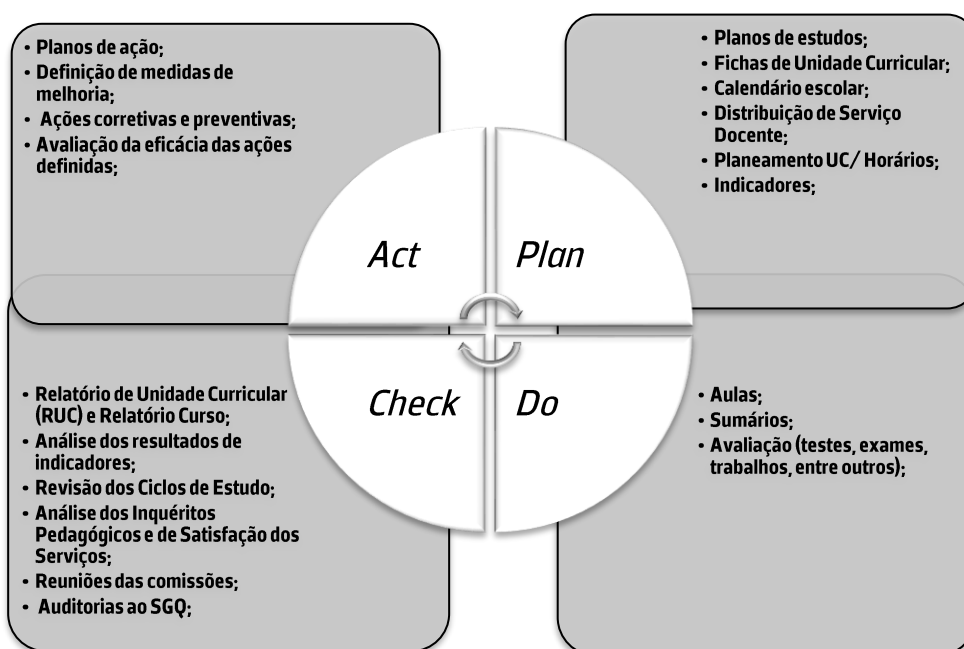 • Planos de ação;
• Definição de medidas de
melhoria;
• Ações corretivas e preventivas;
• Avaliação da eficácia das ações
definidas;
• Planos de estudos;
• Fichas de Unidade Curricular;
• Calendário escolar;
• Distribuição de Serviço
Docente;
• Planeamento UC/ Horários;
• Indicadores;
Act
Plan
Check
Do
• Relatório de Unidade Curricular
(RUC) e Relatório Curso;
• Análise dos resultados de
indicadores;
• Revisão dos Ciclos de Estudo;
• Análise dos Inquéritos
Pedagógicos e de Satisfação dos
Serviços;
• Reuniões das comissões;
• Auditorias ao SGQ;
• Aulas;
• Sumários;
• Avaliação (testes, exames,
trabalhos, entre outros);